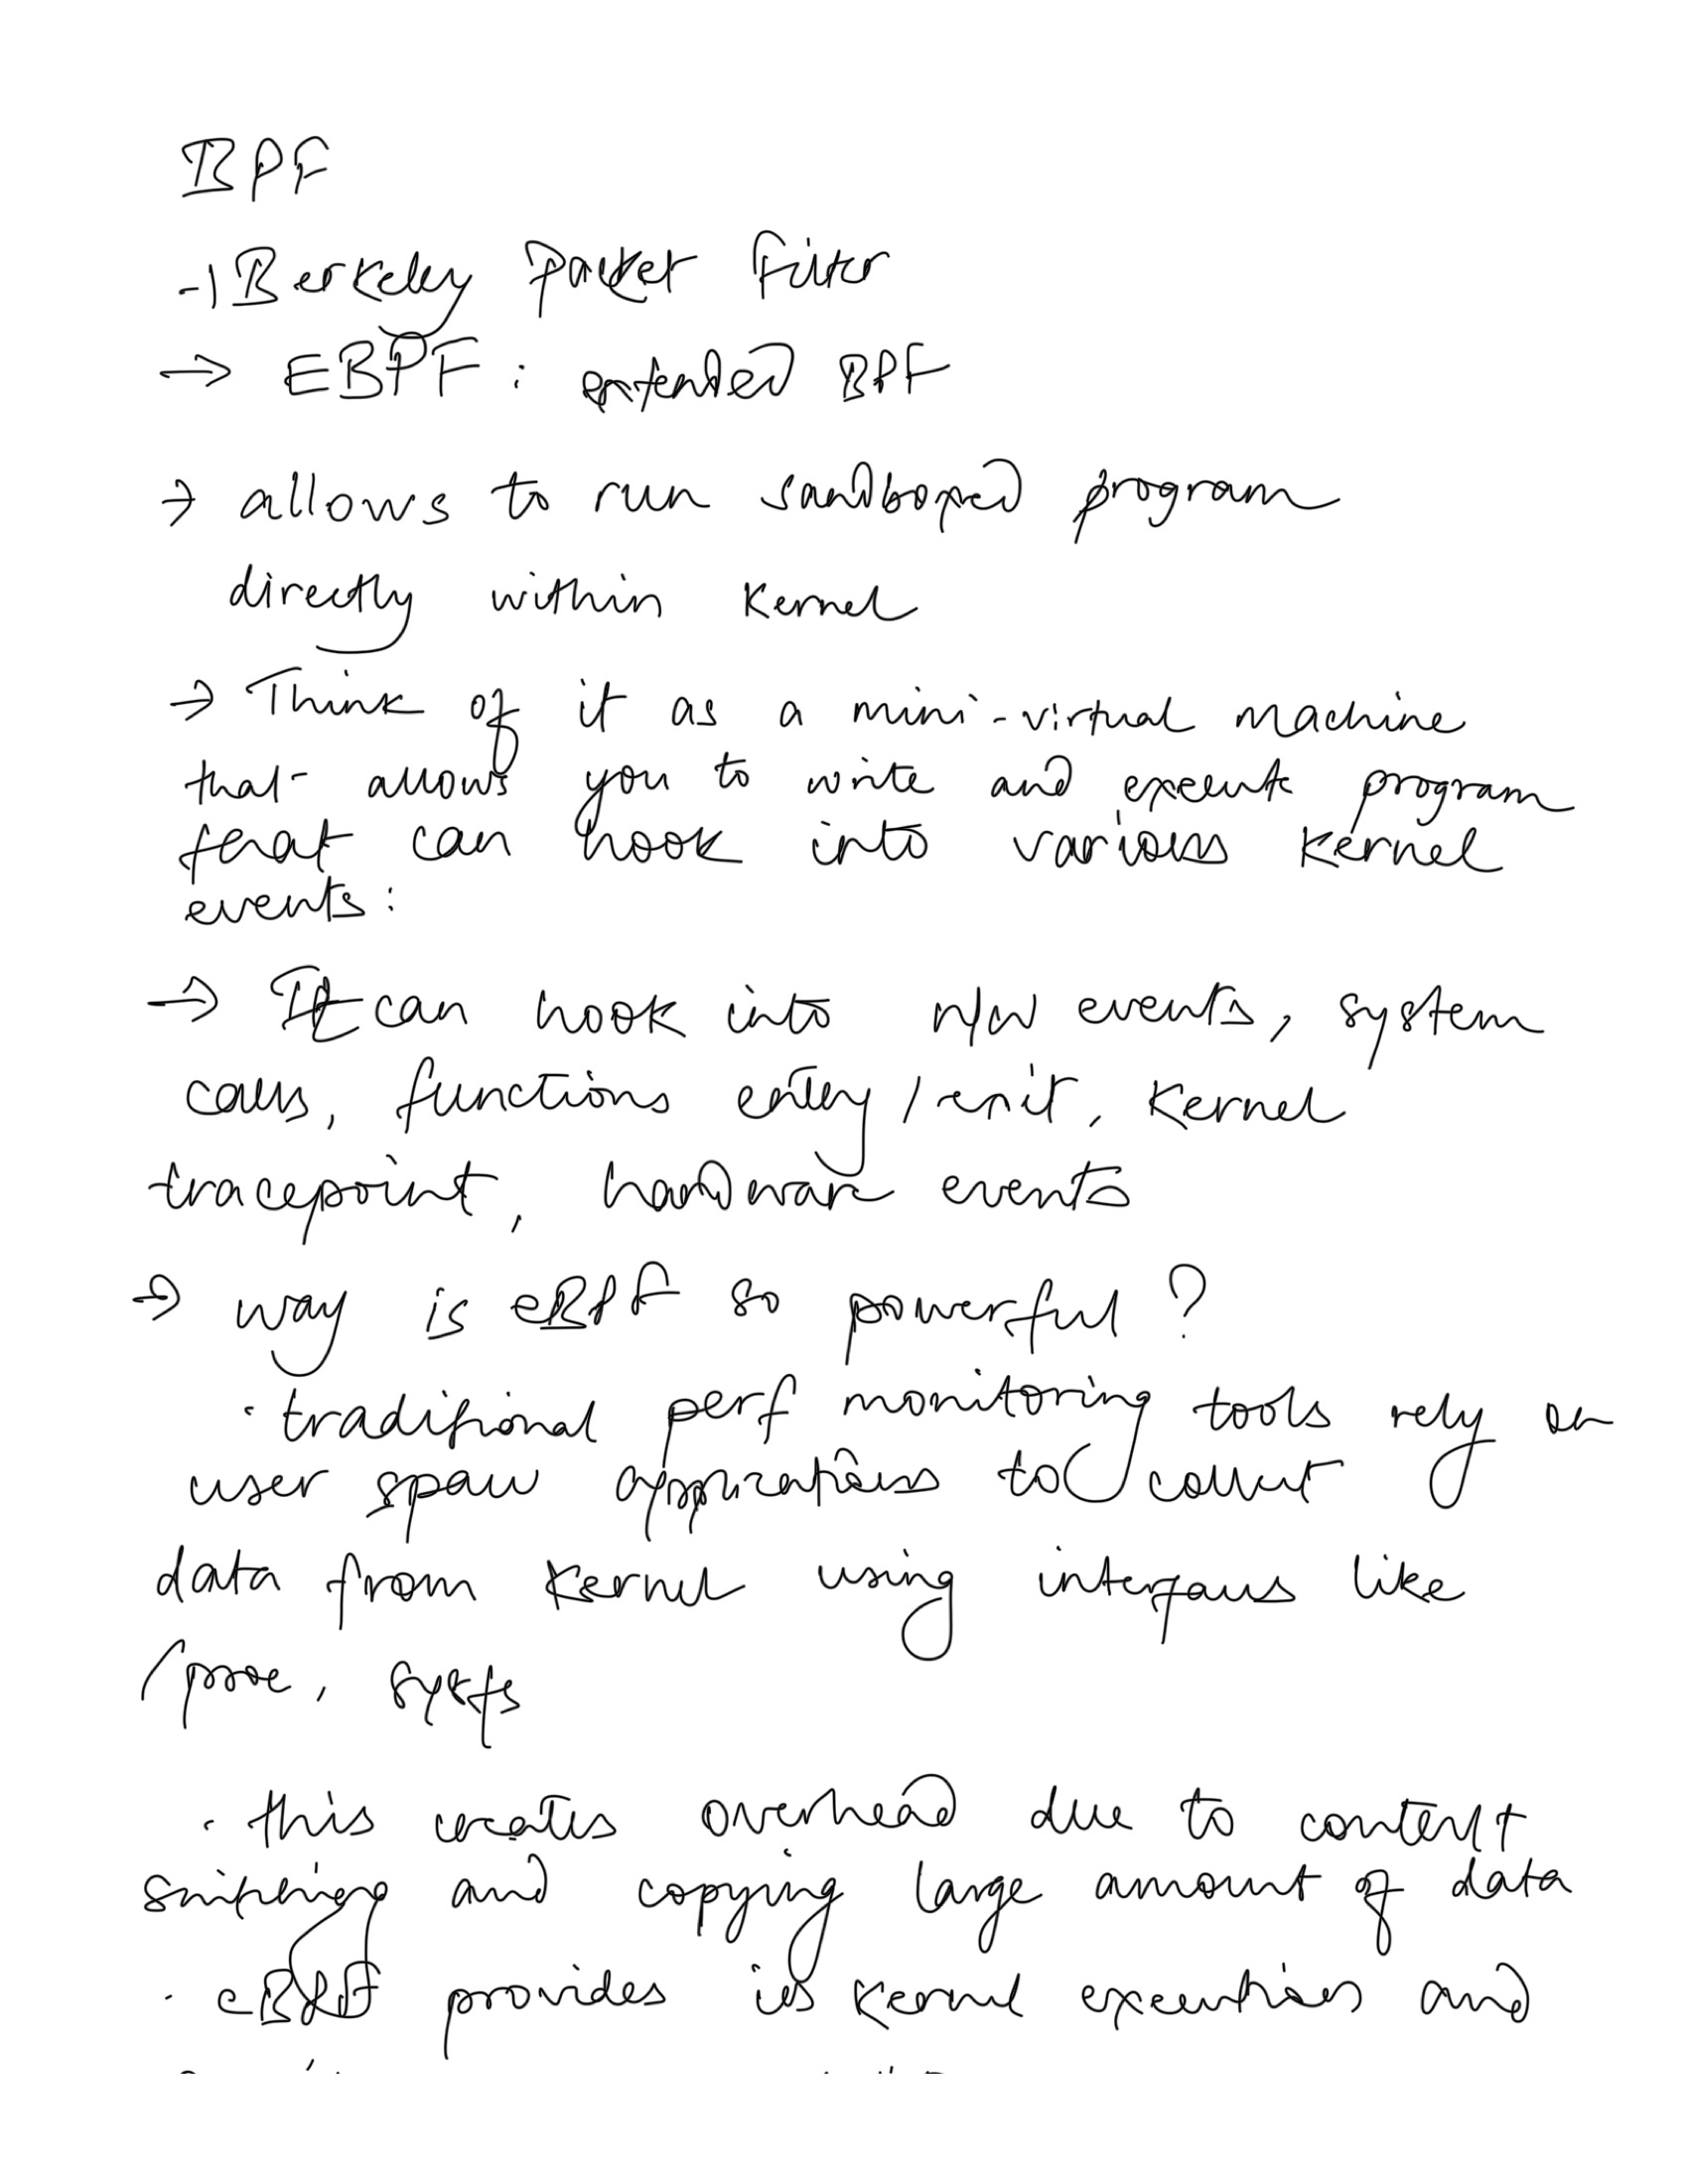 BPF
→ Berkeley Packet Filter
→ EBPF : extended BPF
→ allows to run sandboxed program
directly within Kernel
→ Think of it as a mini-virtual machine
that allows you to write and execute program
that can hook into various Kernel
events:
→ It can hook into n/w events, system
calls, functions entry/exit, Kernel
tracepoint, hardware events
→ Why is eBPF so powerful?
· traditional perf monitoring tools rely on
user space applications to collect
data from Kernel using interfaces like
/proc, sysfs
· this creates overhead due to context
switching and copying large amount of data
· eBPF provides in Kernel execution and